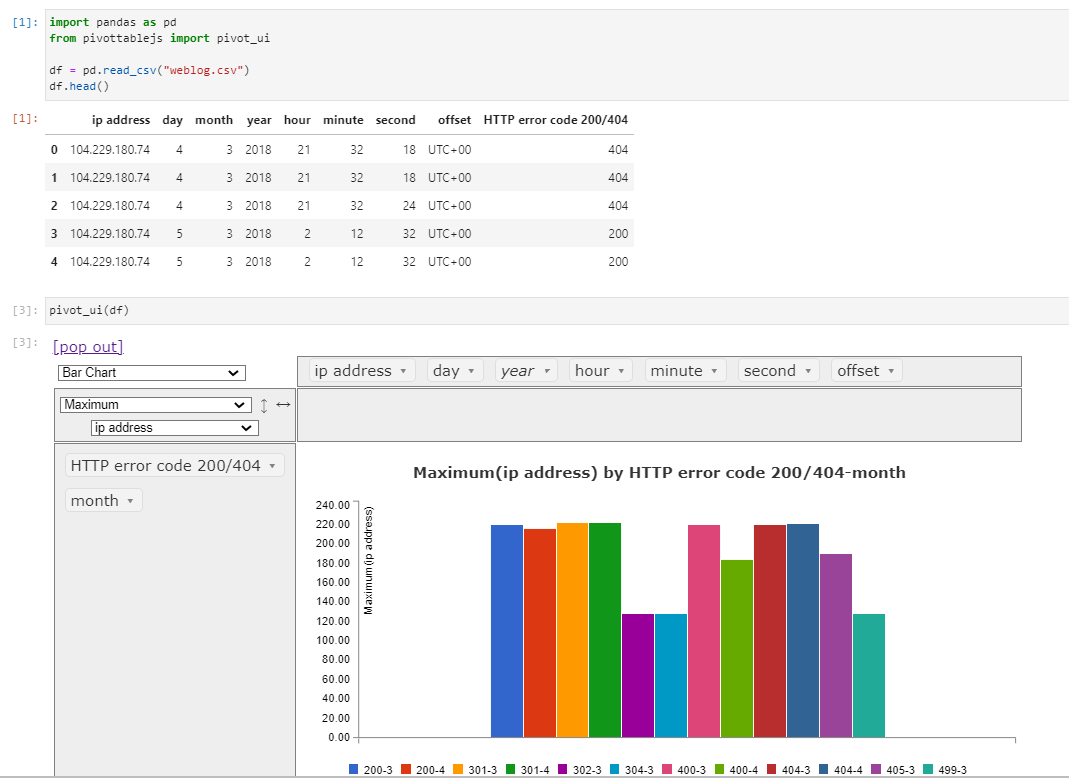 [1]: import pandas as pd
from pivottablejs import pivot_ui
df = pd.read_csv("weblog.csv")
df.head()
[1]: ip address day month year hour minute second offset HTTP error code 200/404
0 104.229.180.74 4 3 2018 21 32 18 UTC+00 404
1 104.229.180.74 4 3 2018 21 32 18 UTC+00 404
2 104.229.180.74 4 3 2018 21 32 24 UTC+00 404
3 104.229.180.74 5 3 2018 2 12 32 UTC+00 200
4 104.229.180.74 5 3 2018 2 12 32 UTC+00 200
[3]: pivot_ui(df)
[3]: [pop out]
Bar Chart
ip address ▾ day ▾ year ▾ hour ▾ minute ▾ second ▾ offset ▾
Maximum ↕ ↔
ip address
HTTP error code 200/404 ▾
month ▾
Maximum(ip address) by HTTP error code 200/404-month
Maximum(ip address)
240.00
220.00
200.00
180.00
160.00
140.00
120.00
100.00
80.00
60.00
40.00
20.00
0.00
200-3 200-4 301-3 301-4 302-3 304-3 400-3 400-4 404-3 404-4 405-3 499-3